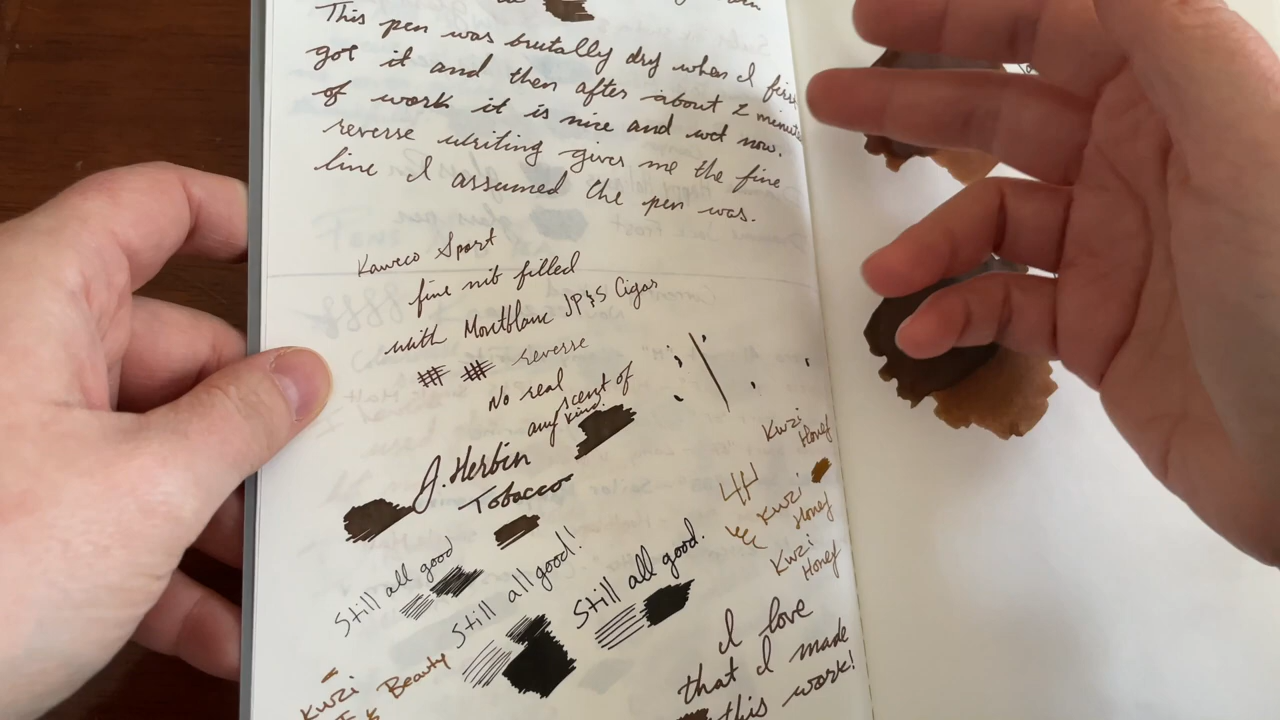 This pen was brutally dry when I first
got it and then after about 2 minutes
of work it is nice and wet now.
reverse writing gives me the fine
line I assumed the pen was.
Kaweco Sport
fine nib filled
with Montblanc JP&S Cigar
reverse
No real
scent of
any kind.
J. Herbin
Tobacco
Kwzi
Honey
Kwzi
Honey
Kwzi
Honey
Still all good
Still all good!
Still all good.
Kwzi
Beauty
I love
that I made
this work!